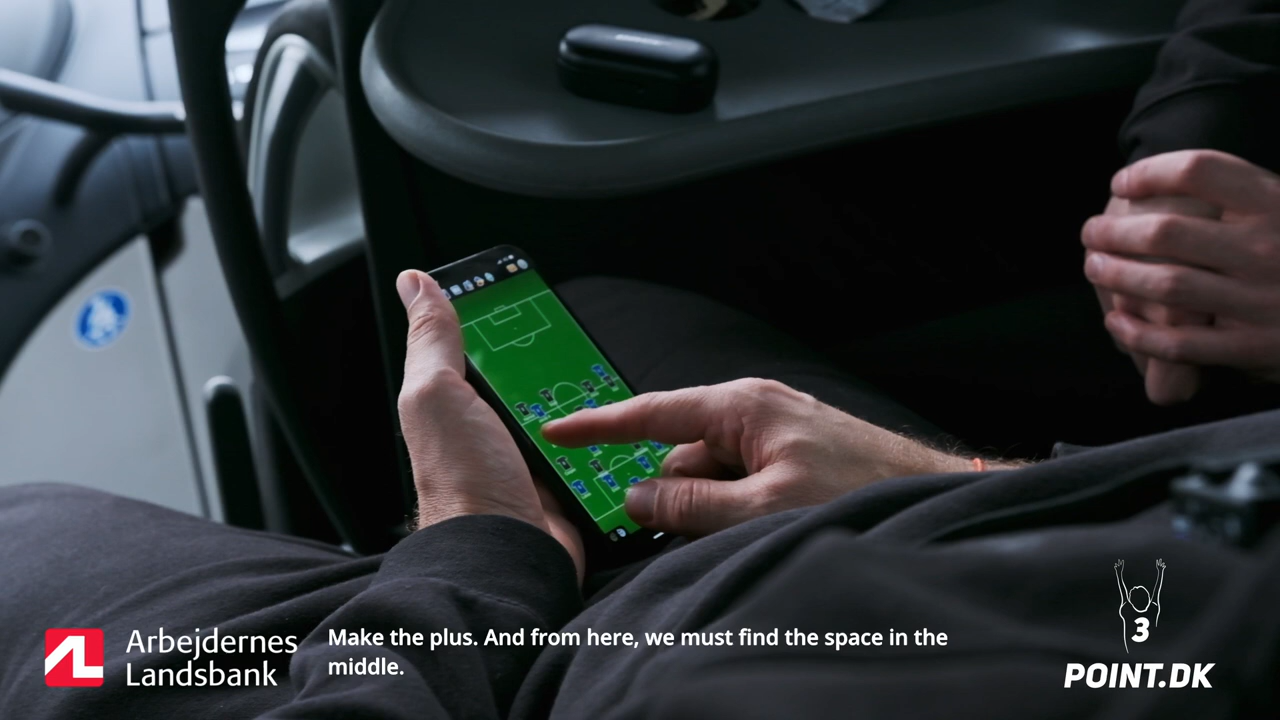 Arbejdernes
Landsbank
Make the plus. And from here, we must find the space in the
middle.
3
POINT.DK